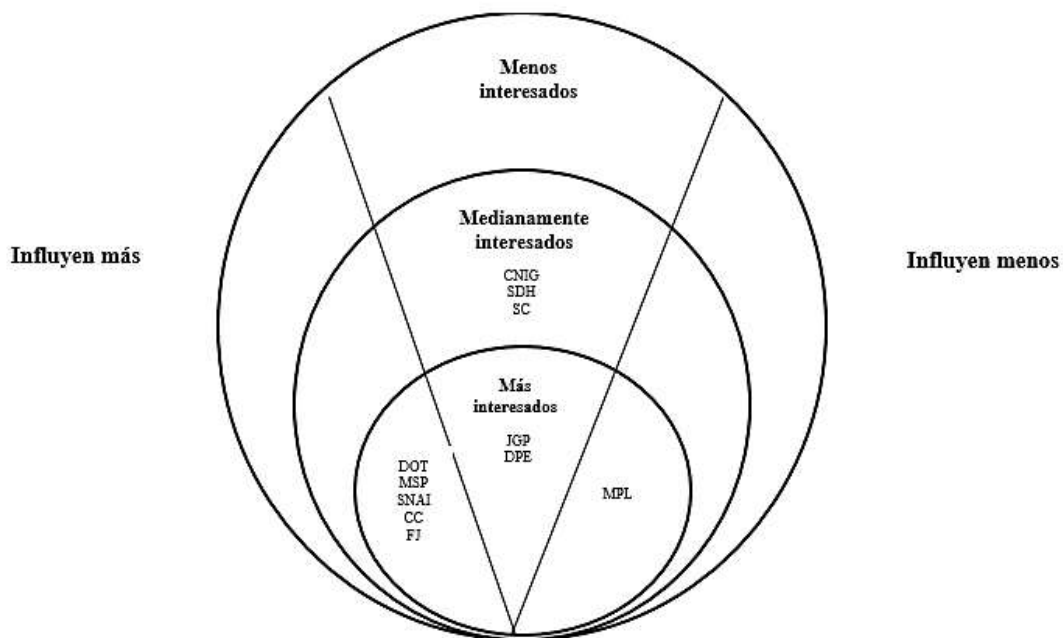 Menos
interesados
Influyen más
Medianamente
interesados
Influyen menos
CNIG
SDH
SC
Más
interesados
JGP
DPE
DOT
MSP
SNAI
CC
FJ
MPL